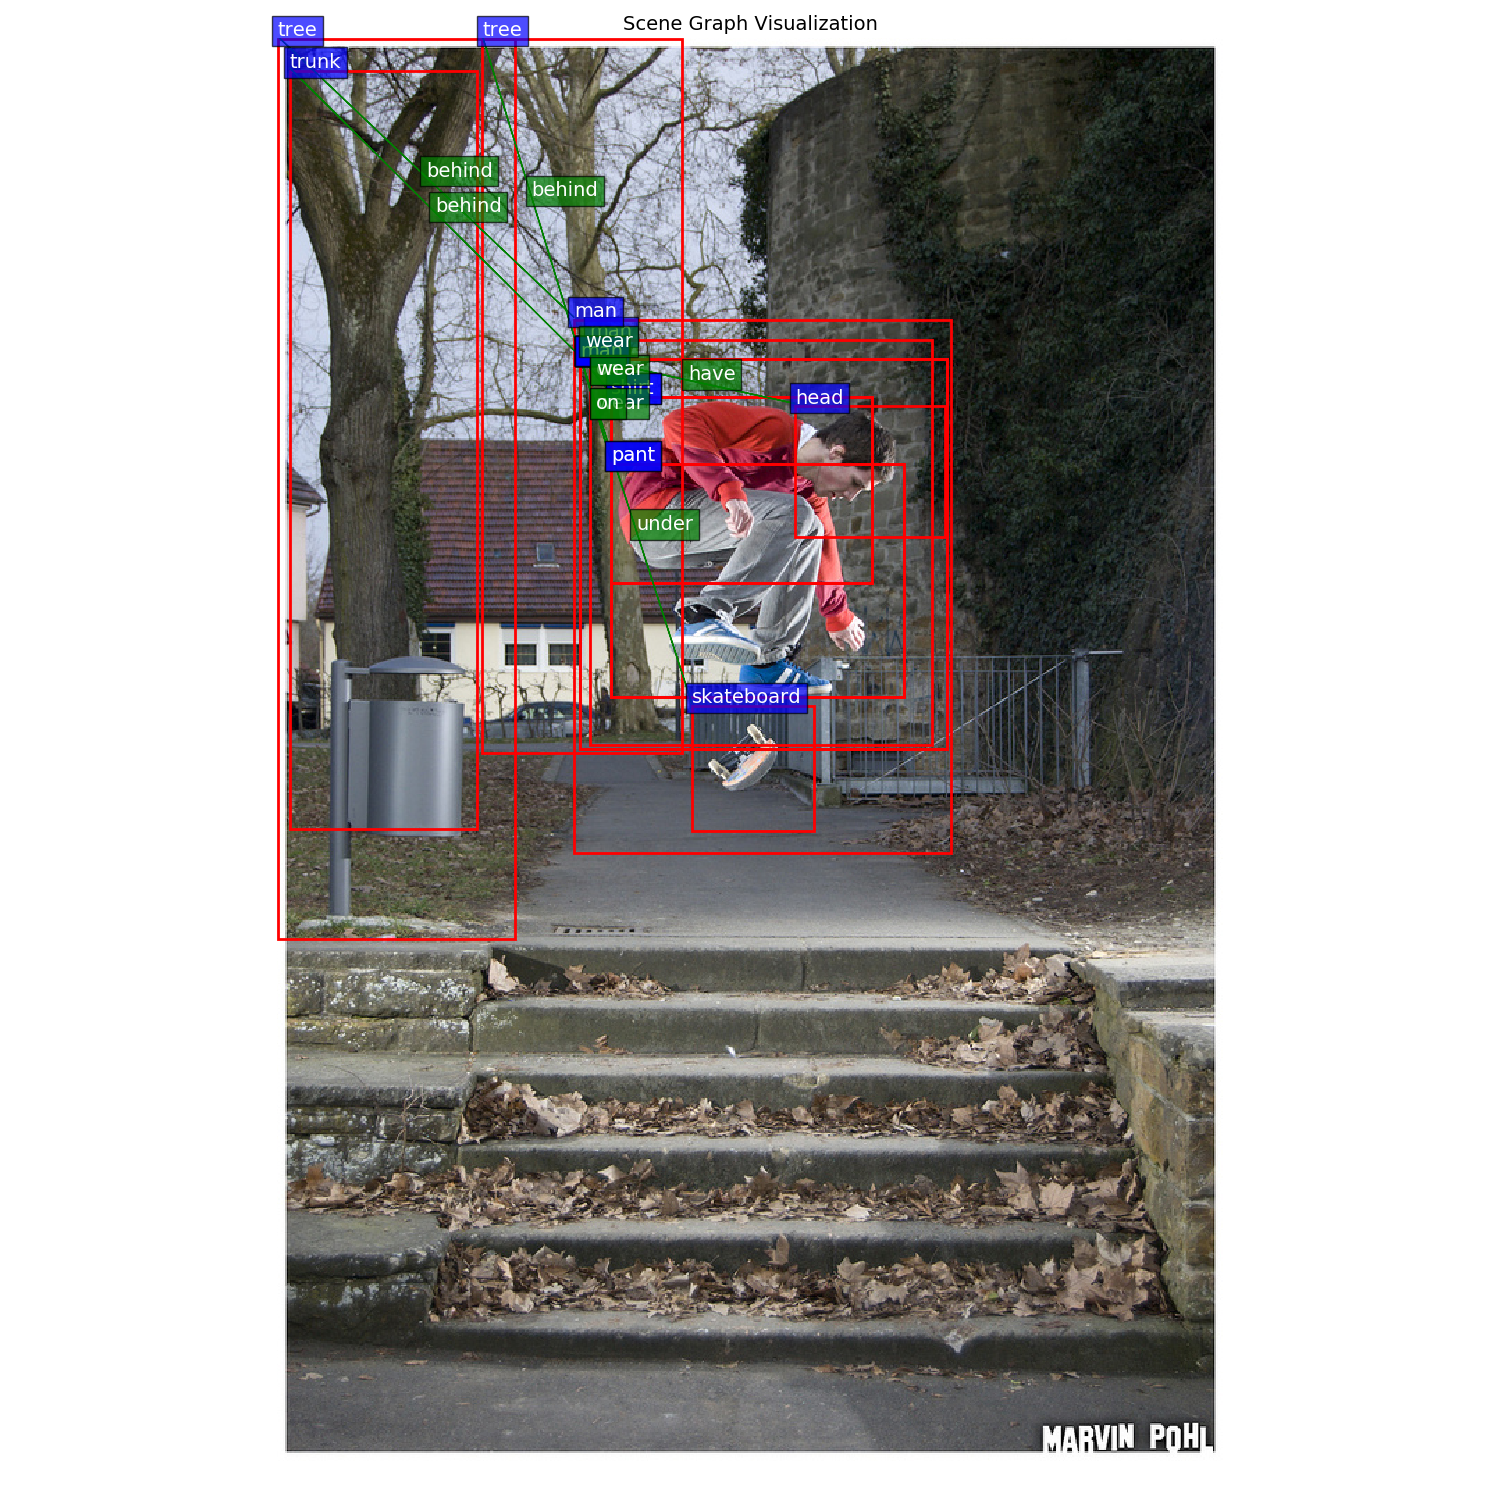 Scene Graph Visualization
tree
tree
trunk
behind
behind
behind
man
man
wear
man
wear
have
shirt
head
on
pant
under
skateboard
MARVIN POHL